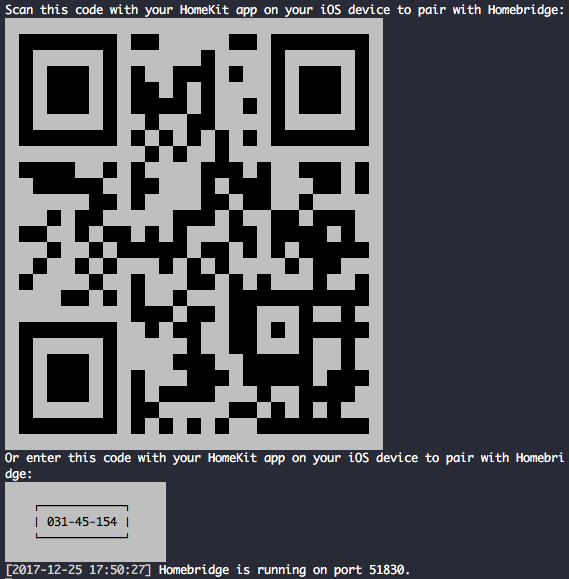 Scan this code with your HomeKit app on your iOS device to pair with Homebridge:
Or enter this code with your HomeKit app on your iOS device to pair with Homebri
dge:
031-45-154
[2017-12-25 17:50:27] Homebridge is running on port 51830.